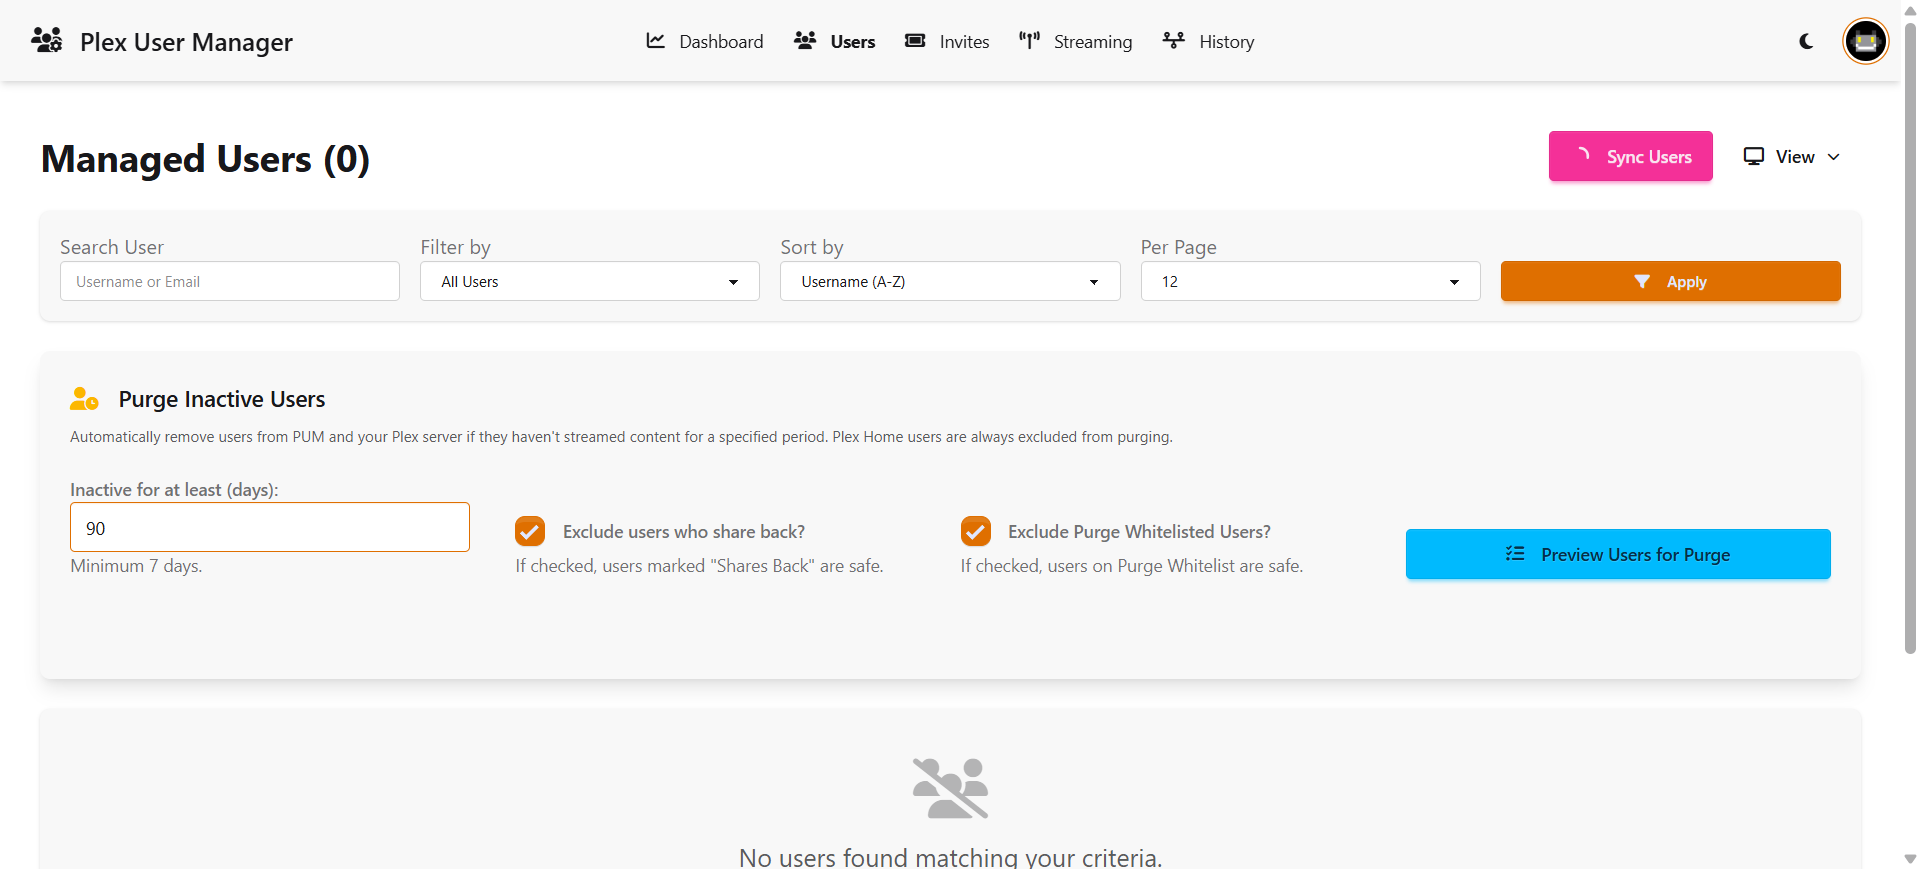 Plex User Manager
Dashboard
Users
Invites
Streaming
History
Managed Users (0)
Sync Users
View
Search User
Filter by
Sort by
Per Page
Username or Email
All Users
Username (A-Z)
12
Apply
Purge Inactive Users
Automatically remove users from PUM and your Plex server if they haven't streamed content for a specified period. Plex Home users are always excluded from purging.
Inactive for at least (days):
90
Minimum 7 days.
Exclude users who share back?
If checked, users marked "Shares Back" are safe.
Exclude Purge Whitelisted Users?
If checked, users on Purge Whitelist are safe.
Preview Users for Purge
No users found matching your criteria.